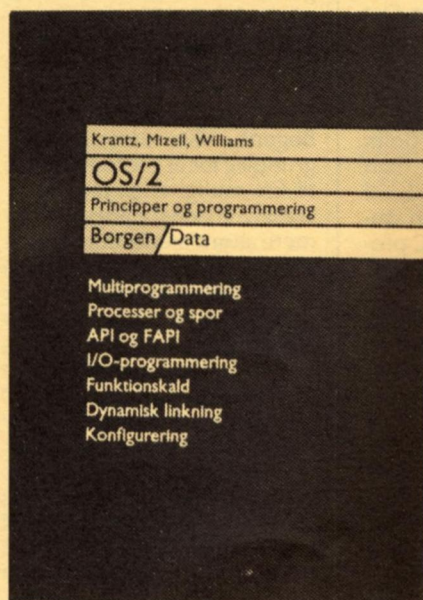 Krantz, Mizell, Williams
OS/2
Principper og programmering
Borgen/Data
Multiprogrammering
Processer og spor
API og FAPI
I/O-programmering
Funktionskald
Dynamisk linkning
Konfigurering